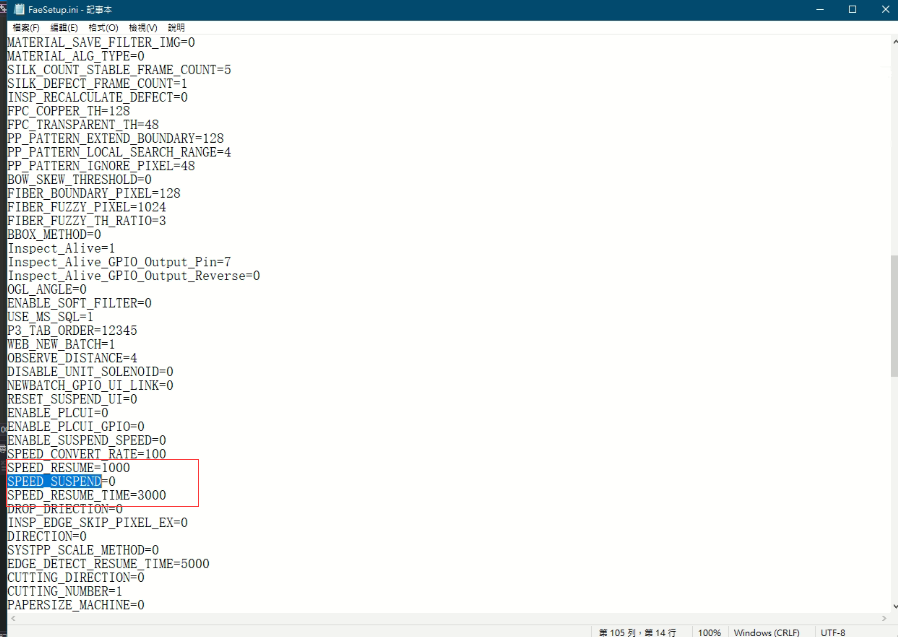 FaeSetup.ini - 記事本
檔案(F) 編輯(E) 格式(O) 檢視(V) 說明
MATERIAL_SAVE_FILTER_IMG=0
MATERIAL_ALG_TYPE=0
SILK_COUNT_STABLE_FRAME_COUNT=5
SILK_DEFECT_FRAME_COUNT=1
INSP_RECALCULATE_DEFECT=0
FPC_COPPER_TH=128
FPC_TRANSPARENT_TH=48
PP_PATTERN_EXTEND_BOUNDARY=128
PP_PATTERN_LOCAL_SEARCH_RANGE=4
PP_PATTERN_IGNORE_PIXEL=48
BOW_SKEW_THRESHOLD=0
FIBER_BOUNDARY_PIXEL=128
FIBER_FUZZY_PIXEL=1024
FIBER_FUZZY_TH_RATIO=3
BBOX_METHOD=0
Inspect_Alive=1
Inspect_Alive_GPIO_Output_Pin=7
Inspect_Alive_GPIO_Output_Reverse=0
OGL_ANGLE=0
ENABLE_SOFT_FILTER=0
USE_MS_SQL=1
P3_TAB_ORDER=12345
WEB_NEW_BATCH=1
OBSERVE_DISTANCE=4
DISABLE_UNIT_SOLENOID=0
NEWBATCH_GPIO_UI_LINK=0
RESET_SUSPEND_UI=0
ENABLE_PLCUI=0
ENABLE_PLCUI_GPIO=0
ENABLE_SUSPEND_SPEED=0
SPEED_CONVERT_RATE=100
SPEED_RESUME=1000
SPEED_SUSPEND=0
SPEED_RESUME_TIME=3000
DROP_DRIECTION=0
INSP_EDGE_SKIP_PIXEL_EX=0
DIRECTION=0
SYSTPP_SCALE_METHOD=0
EDGE_DETECT_RESUME_TIME=5000
CUTTING_DIRECTION=0
CUTTING_NUMBER=1
PAPERSIZE_MACHINE=0
第 105 列，第 14 行 100% Windows (CRLF) UTF-8